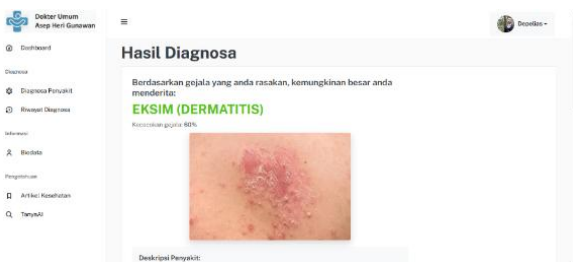 Dokter Umum
Asep Heri Gunawan
Dashboard
Diagnosa
Diagnosa Penyakit
Riwayat Diagnosa
Informasi
Biodata
Pengetahuan
Artikel Kesehatan
TanyaAI
Hasil Diagnosa
Berdasarkan gejala yang anda rasakan, kemungkinan besar anda
menderita:
EKSIM (DERMATITIS)
gejala: 60%
Deskripsi Penyakit: